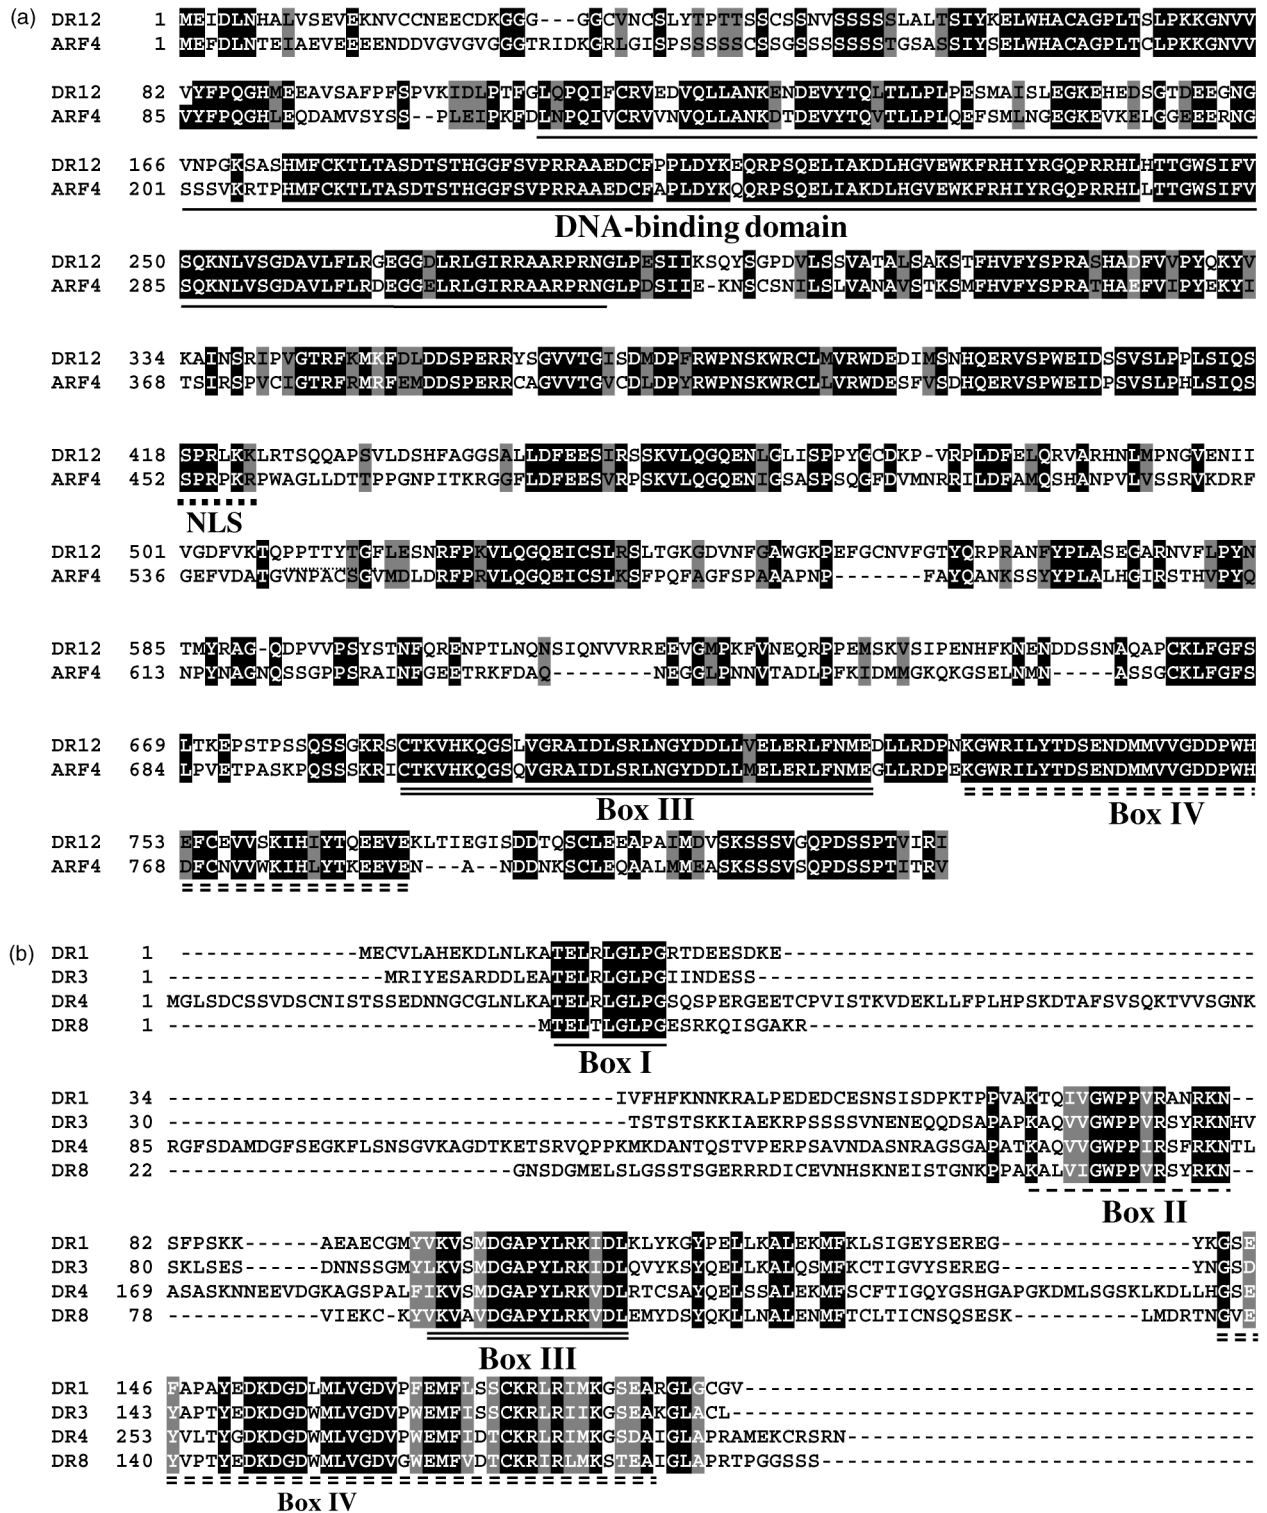 (a) DR12 1 MEIDLNHALVSEVEKNVCCNEECDKGGG---GGCVNCSLYTPTTSSCSSNVSSSSSLALTSIYKELWHACAGPLTSLPKKGNVV
ARF4 1 MEFDLNTEIAEVEEEENDDVGVGVGGGTRIDKGRLGISPSSSSSCSSGSSSSSSSTGSASSIYSELWHACAGPLTCLPKKGNVV
DR12 82 VYFPQGHMEEAVSAFPFSPVKIDLPTFGLQPQIFCRVEDVQLLANKENDEVYTQLTLLPLPESMAISLEGKEHEDSGTDEEGNG
ARF4 85 VYFPQGHLEQDAMVSYSS--PLEIPKFDLNPQIVCRVVNVQLLANKDTDEVYTQVTLLPLQEFSMLNGEGKEVKELGGEEERNG
DR12 166 VNPGKSASHMFCKTLTASDTSTHGGFSVPRRAAEDCFPPLDYKEQRPSQELIAKDLHGVEWKFRHIYRGQPRRHLHTTGWSIFV
ARF4 201 SSSVKRTPHMFCKTLTASDTSTHGGFSVPRRAAEDCFAPLDYKQQRPSQELIAKDLHGVEWKFRHIYRGQPRRHLLTTGWSIFV
DNA-binding domain
DR12 250 SQKNLVSGDAVLFLRGEGGDLRLGIRRAARPRNGLPESIIKSQYSGPDVLSSVATALSAKSTFHVFYSPRASHADFVVPYQKYV
ARF4 285 SQKNLVSGDAVLFLRDEGGELRLGIRRAARPRNGLPDSIIE-KNSCSNILSLVANAVSTKSMFHVFYSPRATHAEFVIPYEKYI
DR12 334 KAINSRIPVGTRFKMKFDLDDSPERRYSGVVTGISDMDPFRWPNSKWRCLMVRWDEDIMSNHQERVSPWEIDSSVSLPPLSIQS
ARF4 368 TSIRSPVCIGTRFRMRFEMDDSPERRCAGVVTGVCDLDPYRWPNSKWRCLLVRWDESFVSDHQERVSPWEIDPSVSLPHLSIQS
DR12 418 SPRLKKLRTSQQAPSVLDSHFAGGSALLDFEESIRSSKVLQGQENLGLISPPYGCDKP-VRPLDFELQRVARHNLMPNGVENII
ARF4 452 SPRPKRPWAGLLDTTPPGNPITKRGGFLDFEESVRPSKVLQGQENIGSASPSQGFDVMNRRILDFAMQSHANPVLVSSRVKDRF
NLS
DR12 501 VGDFVKTQPPTTYTGFLESNRFPKVLQGQEICSLRSLTGKGDVNFGAWGKPEFGCNVFGTYQRPRANFYPLASEGARNVFLPYN
ARF4 536 GEFVDATGVNPACSGVMDLDRFPRVLQGQEICSLKSFPQFAGFSPAAAPNP-------FAYQANKSSYYPLALHGIRSTHVPYQ
DR12 585 TMYRAG-QDPVVPSYSTNFQRENPTLNQNSIQNVVRREEVGMPKFVNEQRPPEMSKVSIPENHFKNENDDSSNAQAPCKLFGFS
ARF4 613 NPYNAGNQSSGPPSRAINFGEETRKFDAQ--------NEGGLPNNVTADLPFKIDMMGKQKGSELNMN-----ASSGCKLFGFS
DR12 669 LTKEPSTPSSQSSGKRSCTKVHKQGSLVGRAIDLSRLNGYDDLLVELERLFNMEDLLRDPNKGWRILYTDSENDMMVVGDDPWH
ARF4 684 LPVETPASKPQSSSKRICTKVHKQGSQVGRAIDLSRLNGYDDLLMELERLFNMEGLLRDPEKGWRILYTDSENDMMVVGDDPWH
Box III Box IV
DR12 753 EFCEVVSKIHIYTQEEVEKLTIEGISDDTQSCLEEAPAIMDVSKSSSVGQPDSSPTVIRI
ARF4 768 DFCNVVWKIHLYTKEEVEN---A--NDDNKSCLEQAALMMEASKSSSVSQPDSSPTITRV
(b) DR1 1 ---------------MECVLAHEKDLNLKATELRLGLPGRTDEESDKE-------------------------------------
DR3 1 -----------------MRIYESARDDLEATELRLGLPGIINDESS---------------------------------------
DR4 1 MGLSDCSSVDSCNISTSSEDNNGCGLNLKATELRLGLPGSQSPERGEETCPVISTKVDEKLLFPLHPSKDTAFSVSQKTVVSGNK
DR8 1 -----------------------------MTELTLGLPGESRKQISGAKR-----------------------------------
Box I
DR1 34 -----------------------------------IVFHFKNNKRALPEDEDCESNSISDPKTPPVAKTQIVGWPPVRANRKN--
DR3 30 ------------------------------------TSTSTSKKIAEKRPSSSSVNENEQQDSAPAPKAQVVGWPPVRSYRKNHV
DR4 85 RGFSDAMDGFSEGKFLSNSGVKAGDTKETSRVQPPKMKDANTQSTVPERPSAVNDASNRAGSGAPATKAQVVGWPPIRSFRKNTL
DR8 22 ---------------------------GNSDGMELSLGSSTSGERRRDICEVNHSKNEISTGNKPPAKALVIGWPPVRSYRKN--
Box II
DR1 82 SFPSKK------AEAECGMYVKVSMDGAPYLRKIDLKLYKGYPELLKALEKMFKLSIGEYSEREG---------------YKGSE
DR3 80 SKLSES------DNNSSGMYLKVSMDGAPYLRKIDLQVYKSYQELLKALQSMFKCTIGVYSEREG---------------YNGSD
DR4 169 ASASKNNEEVDGKAGSPALFIKVSMDGAPYLRKVDLRTCSAYQELSSALEKMFSCFTIGQYGSHGAPGKDMLSGSKLKDLLHGSE
DR8 78 ------------VIEKC-KYVKVAVDGAPYLRKVDLEMYDSYQKLLNALENMFTCLTICNSQSESK----------LMDRTNGVE
Box III
DR1 146 FAPAYEDKDGDLMLVGDVPFEMFLSSCKRLRIMKGSEARGLGCGV----------------------------------------
DR3 143 YAPTYEDKDGDWMLVGDVPWEMFISSCKRLRIIKGSEAKGLACL-----------------------------------------
DR4 253 YVLTYGDKDGDWMLVGDVPWEMFIDTCKRLRIMKGSDAIGLAPRAMEKCRSRN--------------------------------
DR8 140 YVPTYEDKDGDWMLVGDVGWEMFVDTCKRIRLMKSTEAIGLAPRTPGGSSS----------------------------------
Box IV